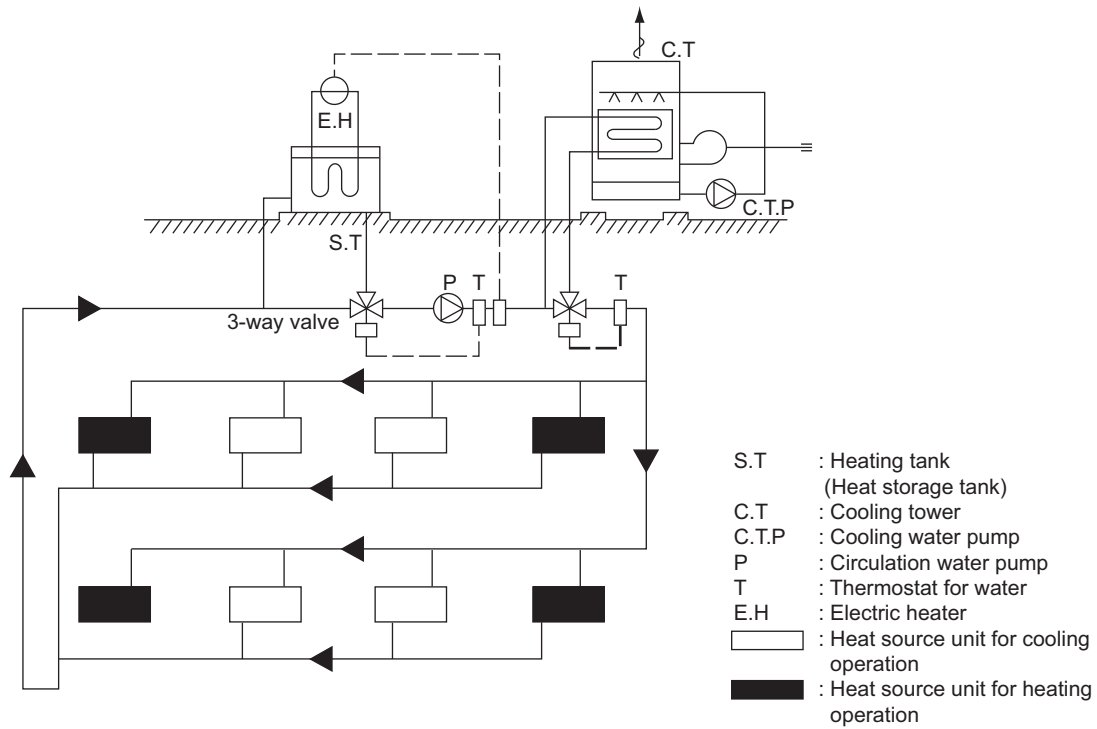 C.T
E.H
C.T.P
S.T
P T
T
3-way valve
S.T : Heating tank
(Heat storage tank)
C.T : Cooling tower
C.T.P : Cooling water pump
P : Circulation water pump
T : Thermostat for water
E.H : Electric heater
: Heat source unit for cooling
operation
: Heat source unit for heating
operation